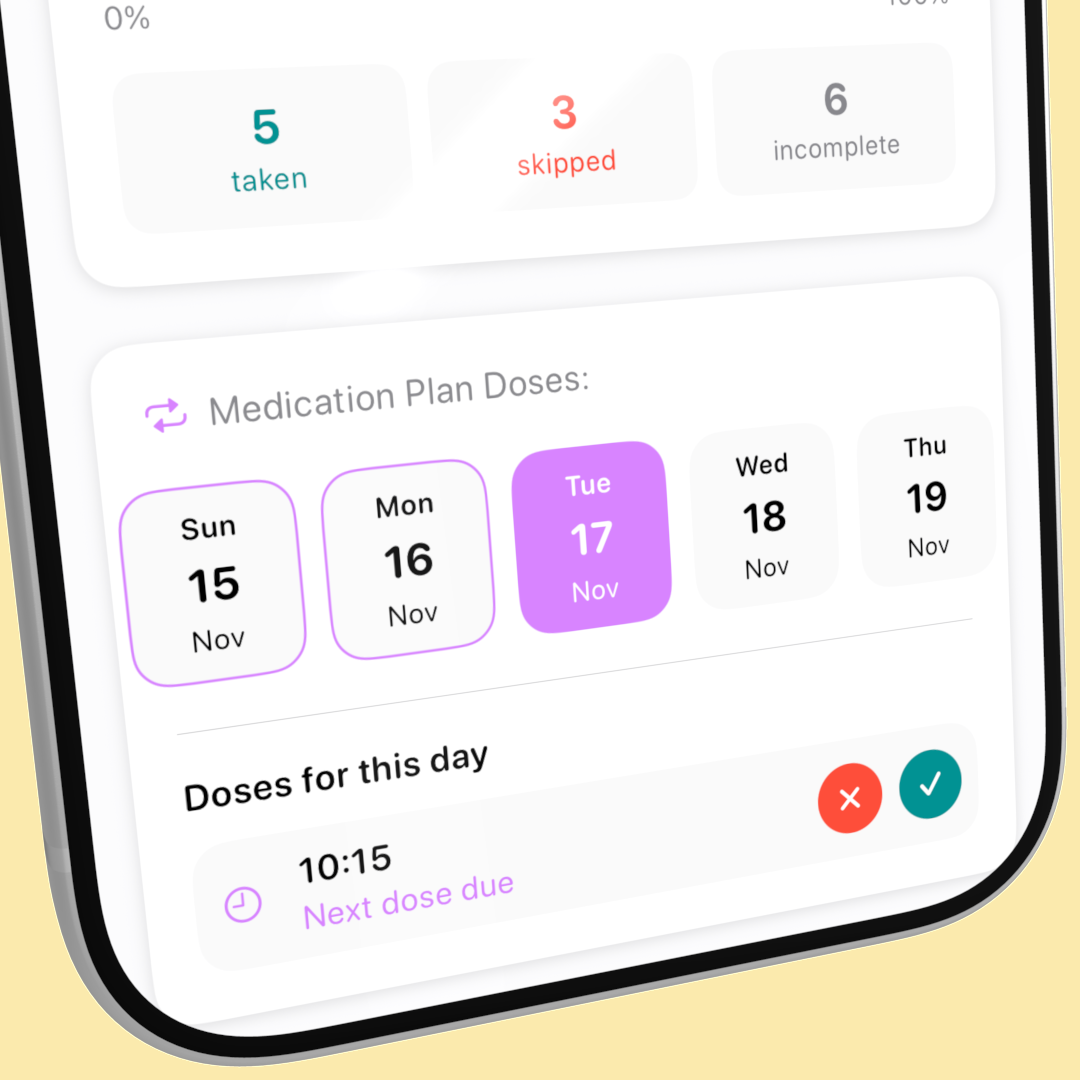 0%
5
taken
3
skipped
6
incomplete
Medication Plan Doses:
Sun
15
Nov
Mon
16
Nov
Tue
17
Nov
Wed
18
Nov
Thu
19
Nov
Doses for this day
10:15
Next dose due